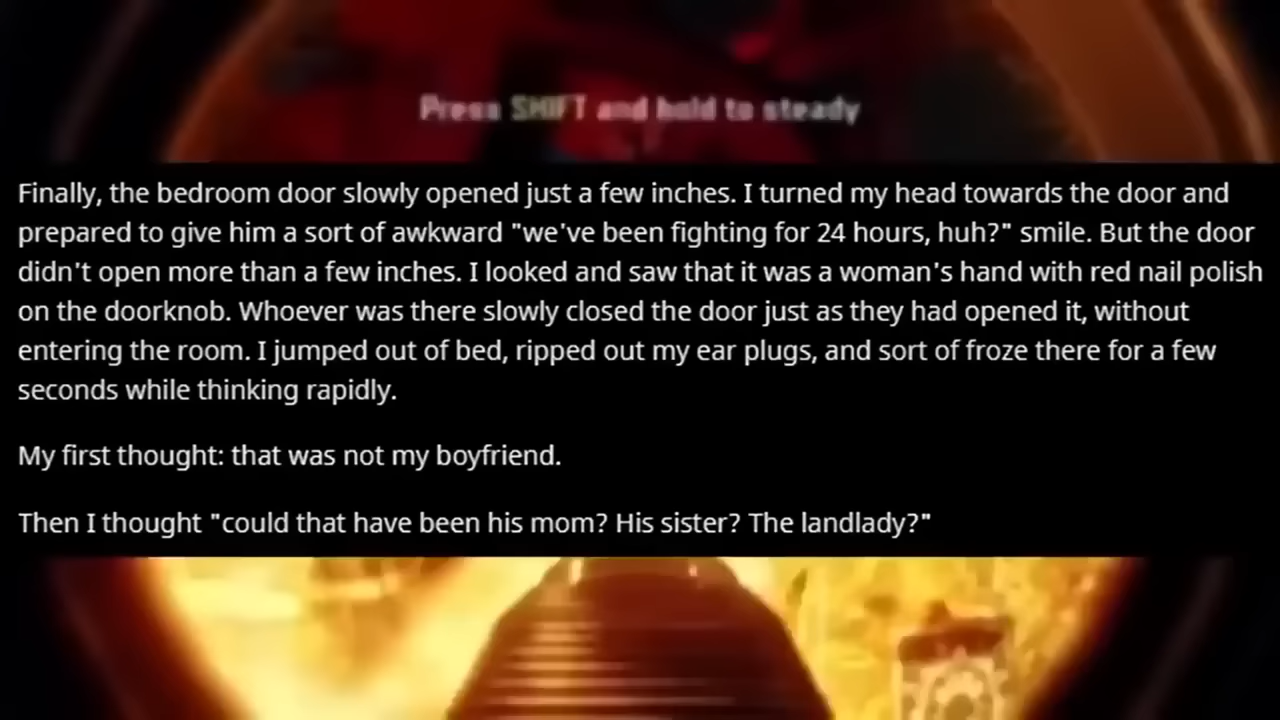 Press SHIFT and hold to steady
Finally, the bedroom door slowly opened just a few inches. I turned my head towards the door and
prepared to give him a sort of awkward "we've been fighting for 24 hours, huh?" smile. But the door
didn't open more than a few inches. I looked and saw that it was a woman's hand with red nail polish
on the doorknob. Whoever was there slowly closed the door just as they had opened it, without
entering the room. I jumped out of bed, ripped out my ear plugs, and sort of froze there for a few
seconds while thinking rapidly.
My first thought: that was not my boyfriend.
Then I thought "could that have been his mom? His sister? The landlady?"